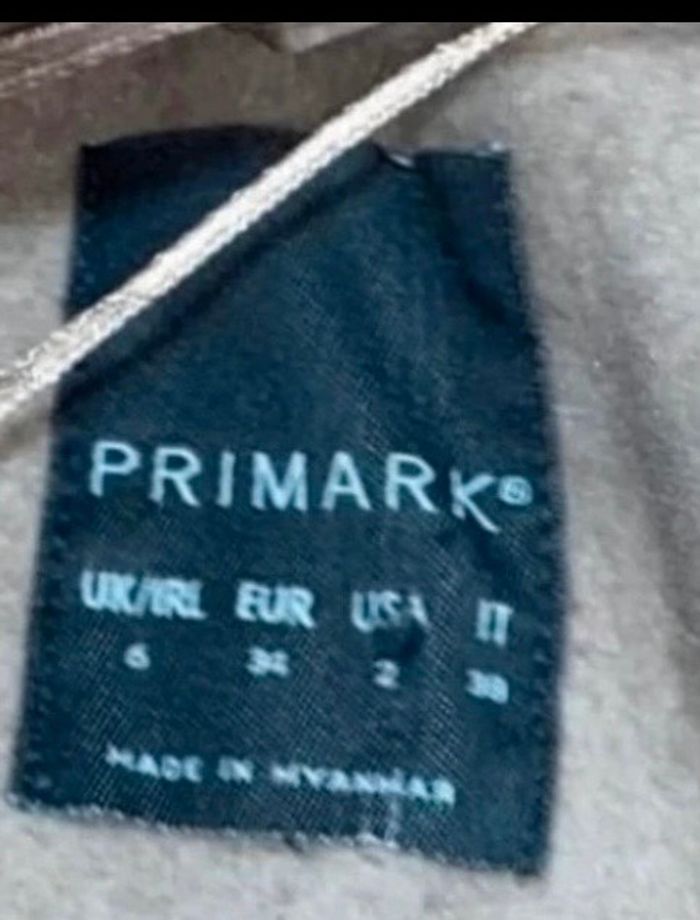 PRIMARK®
UK/IRL EUR USA IT
6 34 2 38
MADE IN MYANMAR